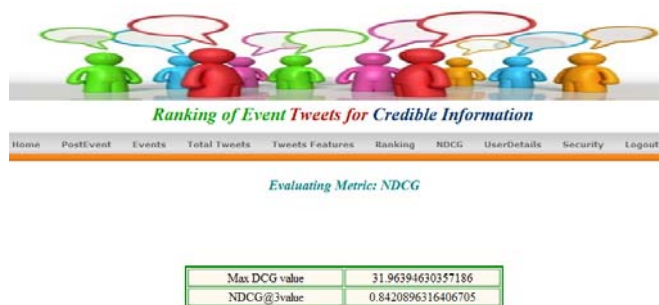 Ranking of Event Tweets for Credible Information
Home PostEvent Events Total Tweets Tweets Features Ranking NDCG UserDetails Security Logout
Evaluating Metric: NDCG
Max DCG value 31.96394630357186
NDCG@3value 0.8420896316406705